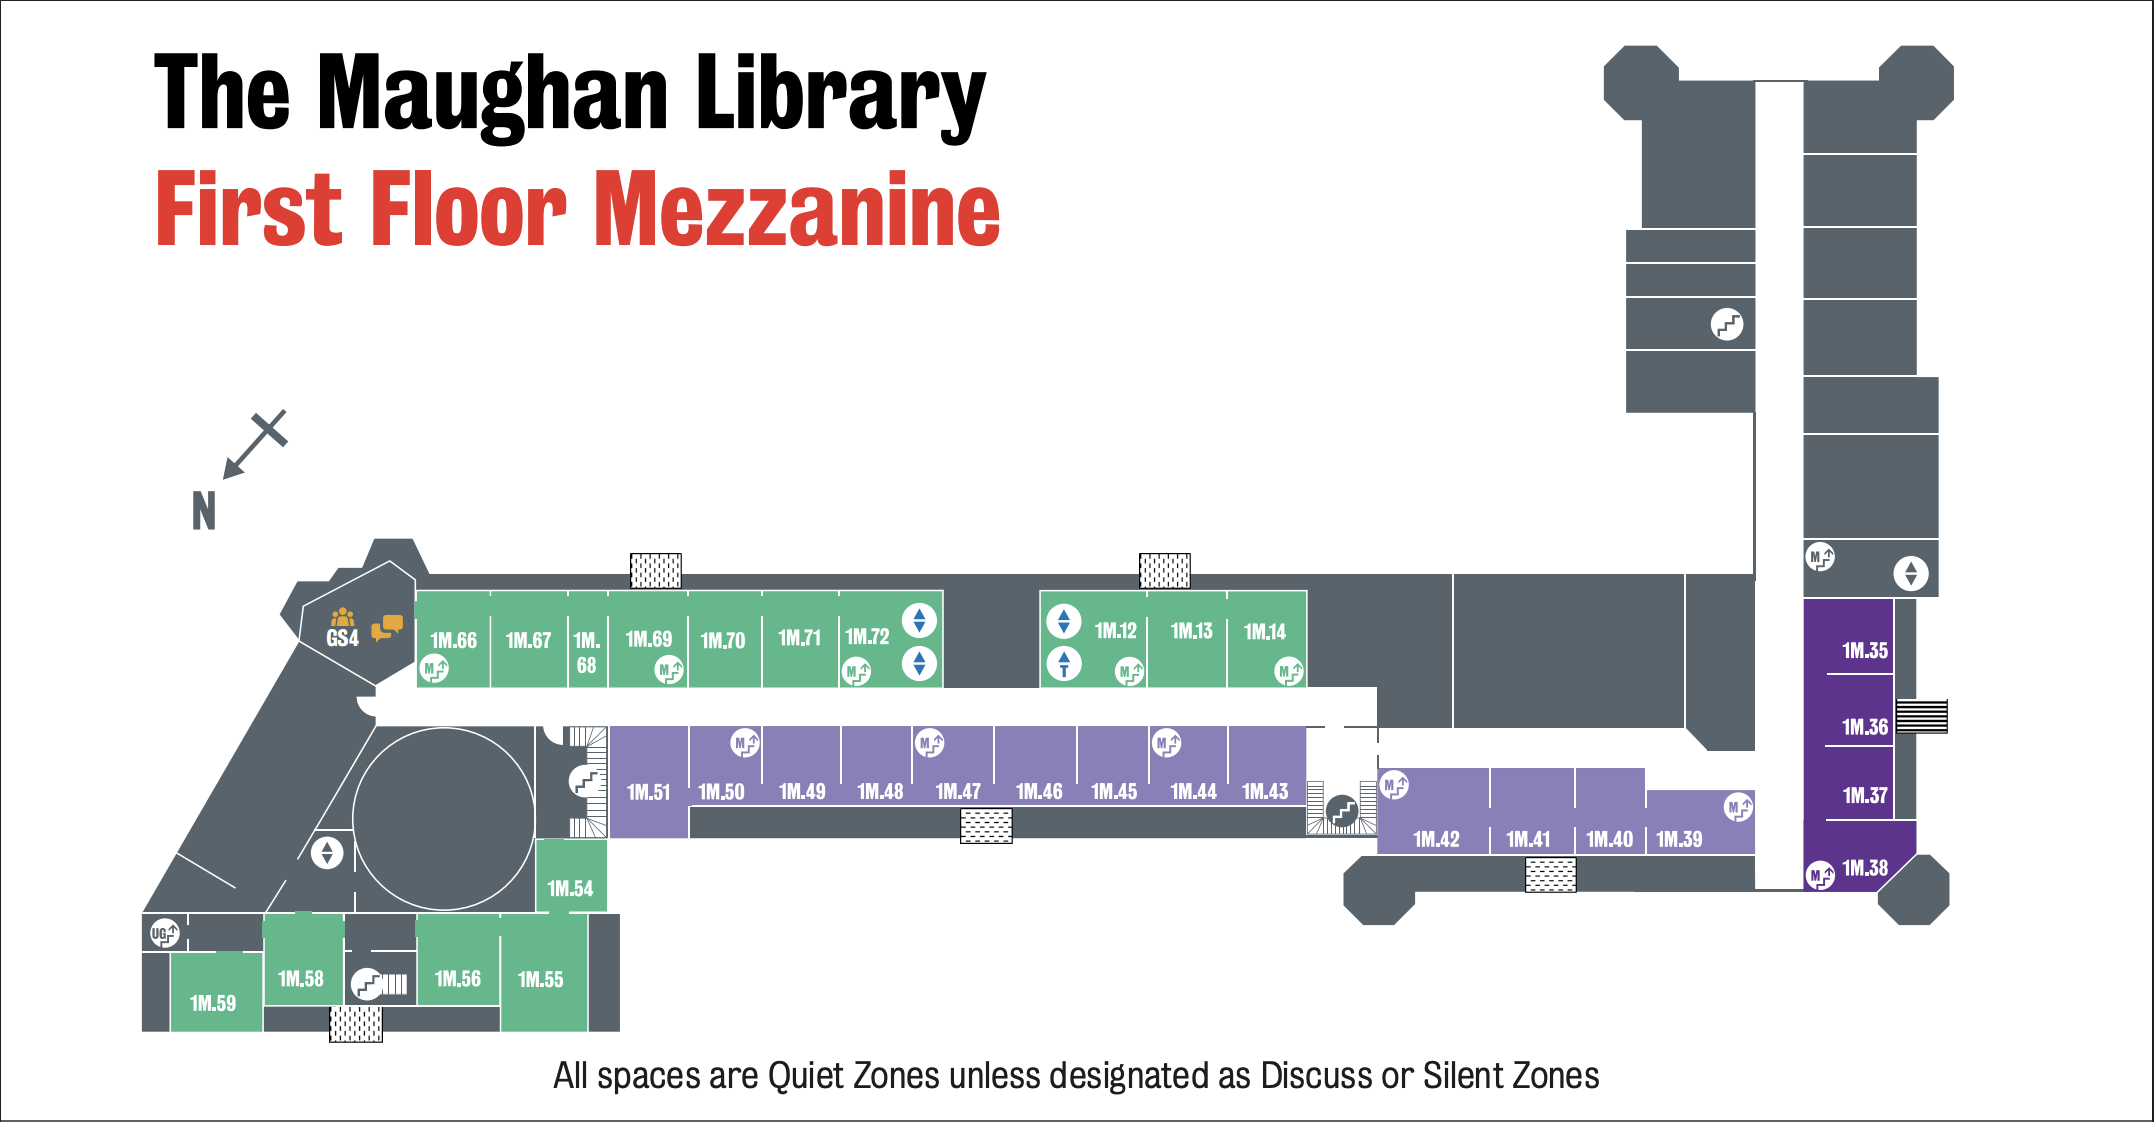 The Maughan Library
First Floor Mezzanine
N
GS4
1M.66
1M.67
1M.
68
1M.69
1M.70
1M.71
1M.72
1M.12
1M.13
1M.14
M
M
M
M
M
T
M
1M.35
1M.36
1M.37
1M.38
M
1M.51
1M.50
1M.49
1M.48
1M.47
1M.46
1M.45
1M.44
1M.43
M
M
M
1M.42
1M.41
1M.40
1M.39
M
M
1M.54
UG
1M.59
1M.58
1M.56
1M.55
All spaces are Quiet Zones unless designated as Discuss or Silent Zones